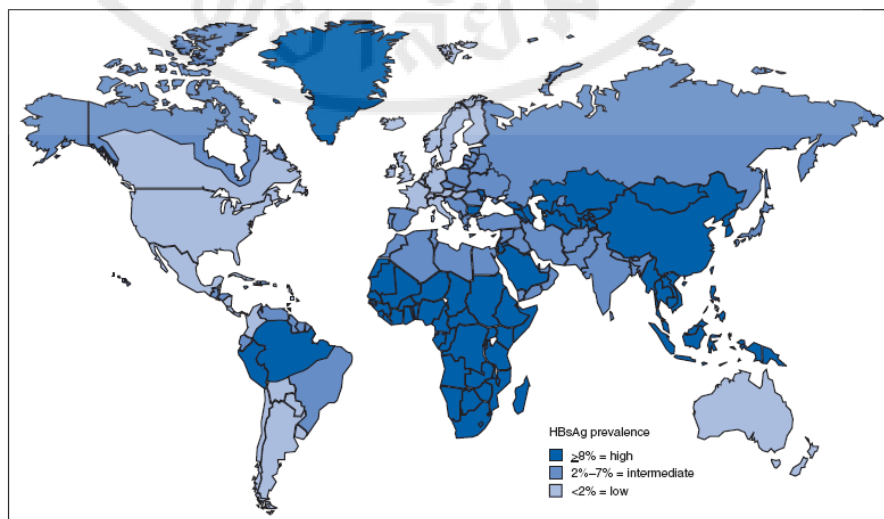 HBsAg prevalence
≥8% = high
2%–7% = intermediate
<2% = low